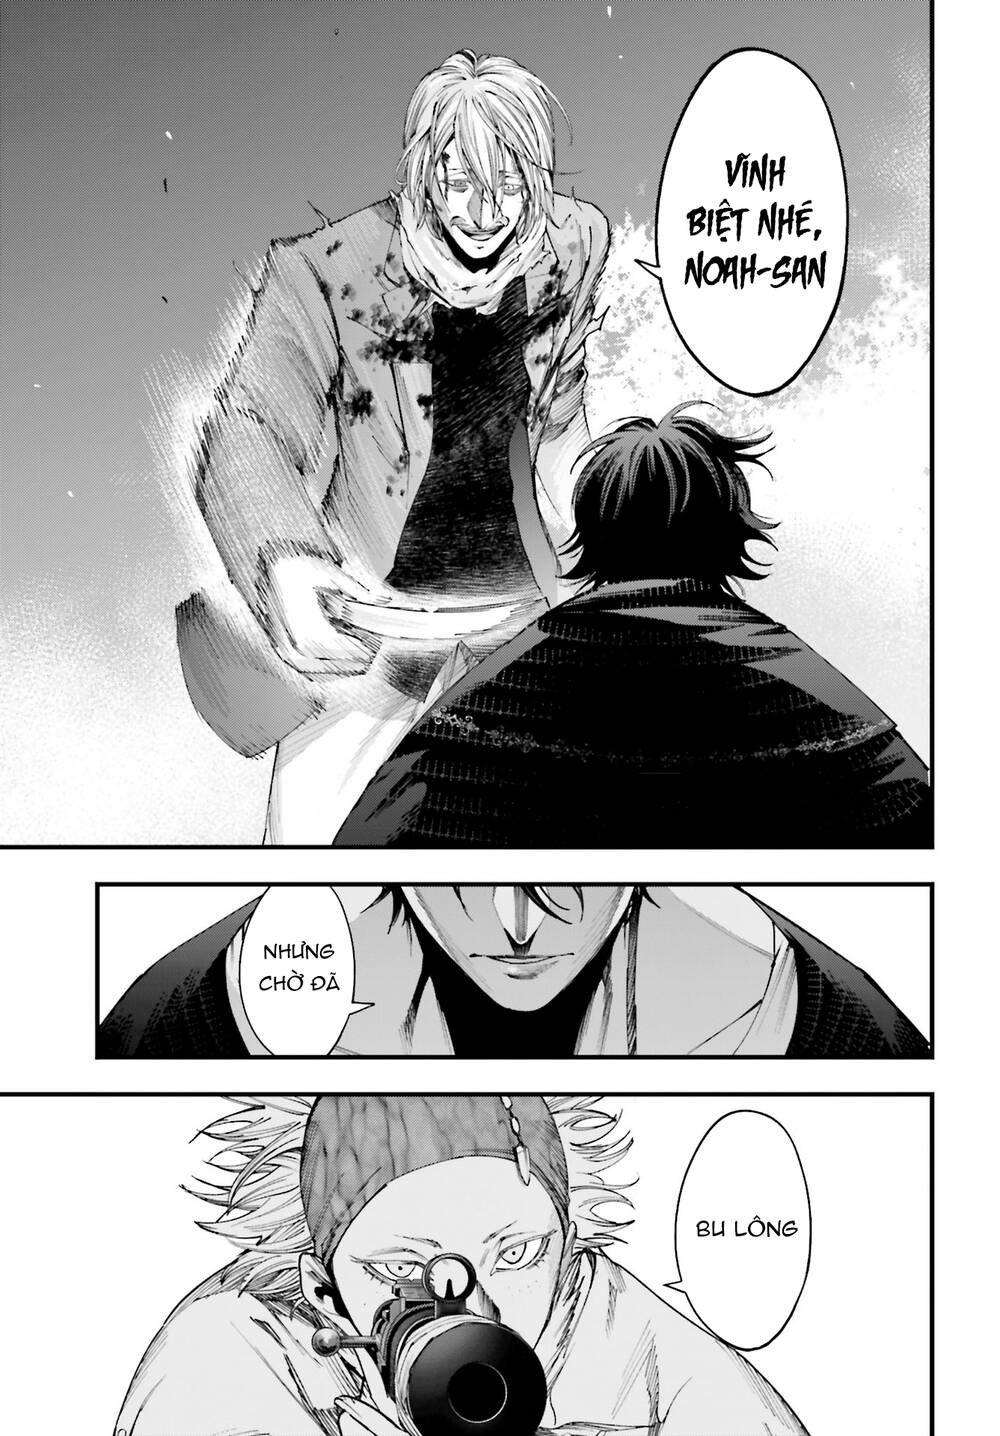 VĨNH
BIỆT NHÉ,
NOAH-SAN
NHƯNG
CHỜ ĐÃ
BU LÔNG